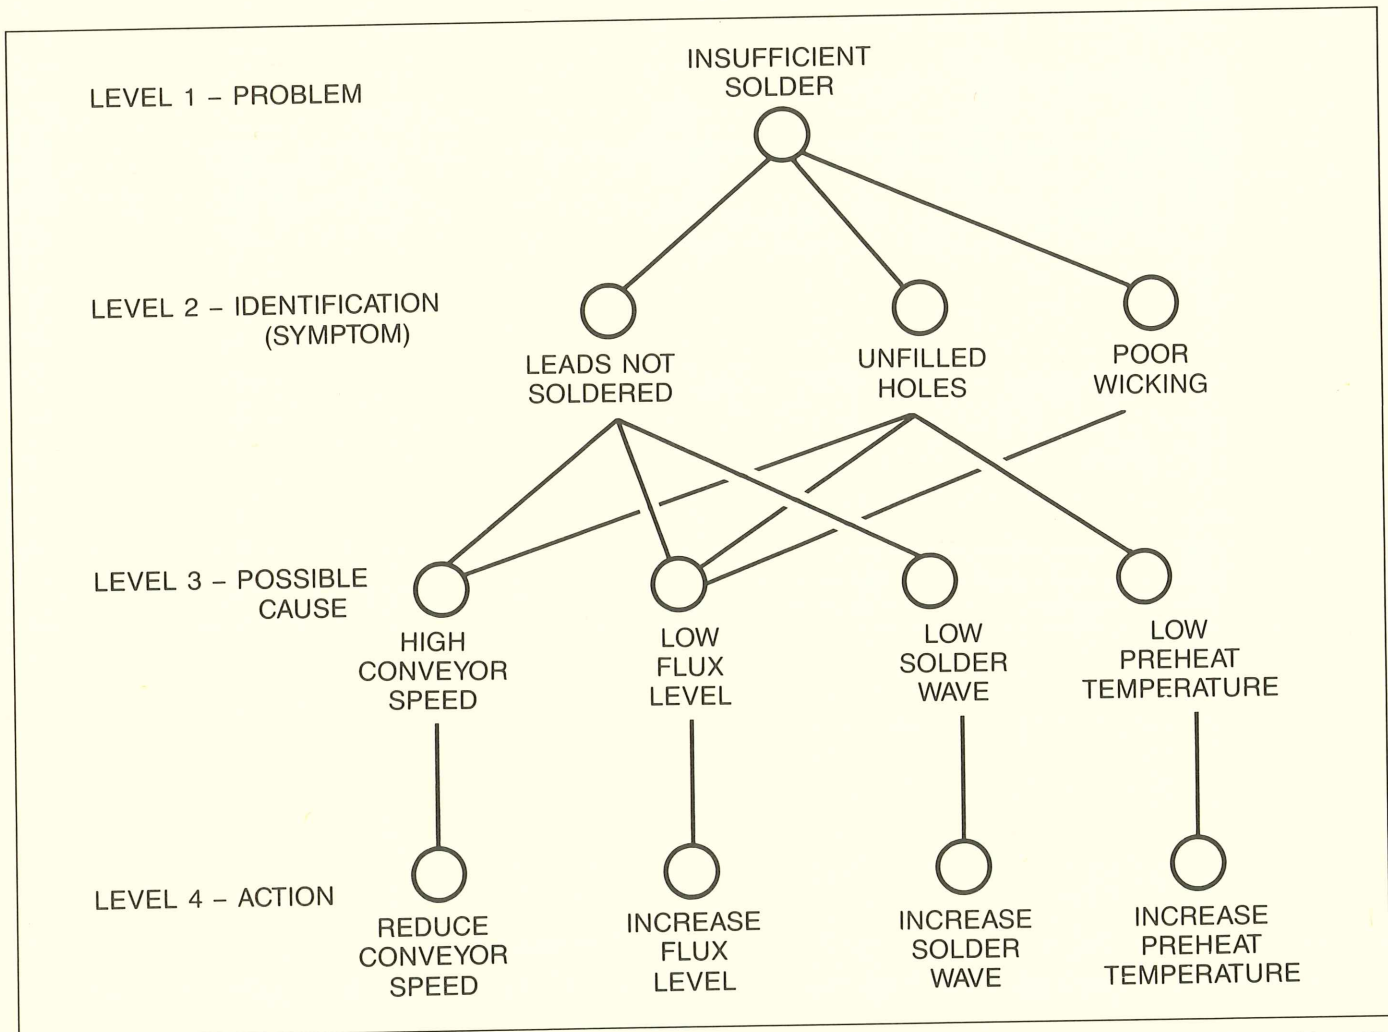 INSUFFICIENT
SOLDER
LEVEL 1 – PROBLEM
LEVEL 2 – IDENTIFICATION
(SYMPTOM)
LEADS NOT
SOLDERED
UNFILLED
HOLES
POOR
WICKING
LEVEL 3 – POSSIBLE
CAUSE
HIGH
CONVEYOR
SPEED
LOW
FLUX
LEVEL
LOW
SOLDER
WAVE
LOW
PREHEAT
TEMPERATURE
LEVEL 4 – ACTION
REDUCE
CONVEYOR
SPEED
INCREASE
FLUX
LEVEL
INCREASE
SOLDER
WAVE
INCREASE
PREHEAT
TEMPERATURE